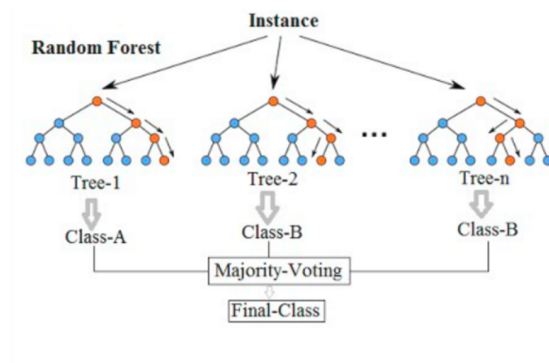 Instance
Random Forest
...
Tree-1
Tree-2
Tree-n
Class-A
Class-B
Class-B
Majority-Voting
Final-Class